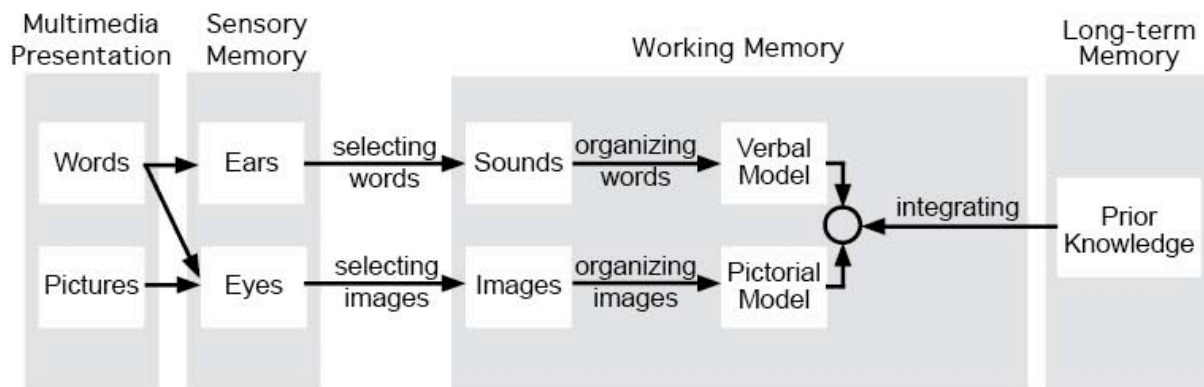 Multimedia
Presentation
Sensory
Memory
Working Memory
Long-term
Memory
Words
Ears
selecting
words
Sounds
organizing
words
Verbal
Model
integrating
Prior
Knowledge
Pictures
Eyes
selecting
images
Images
organizing
images
Pictorial
Model